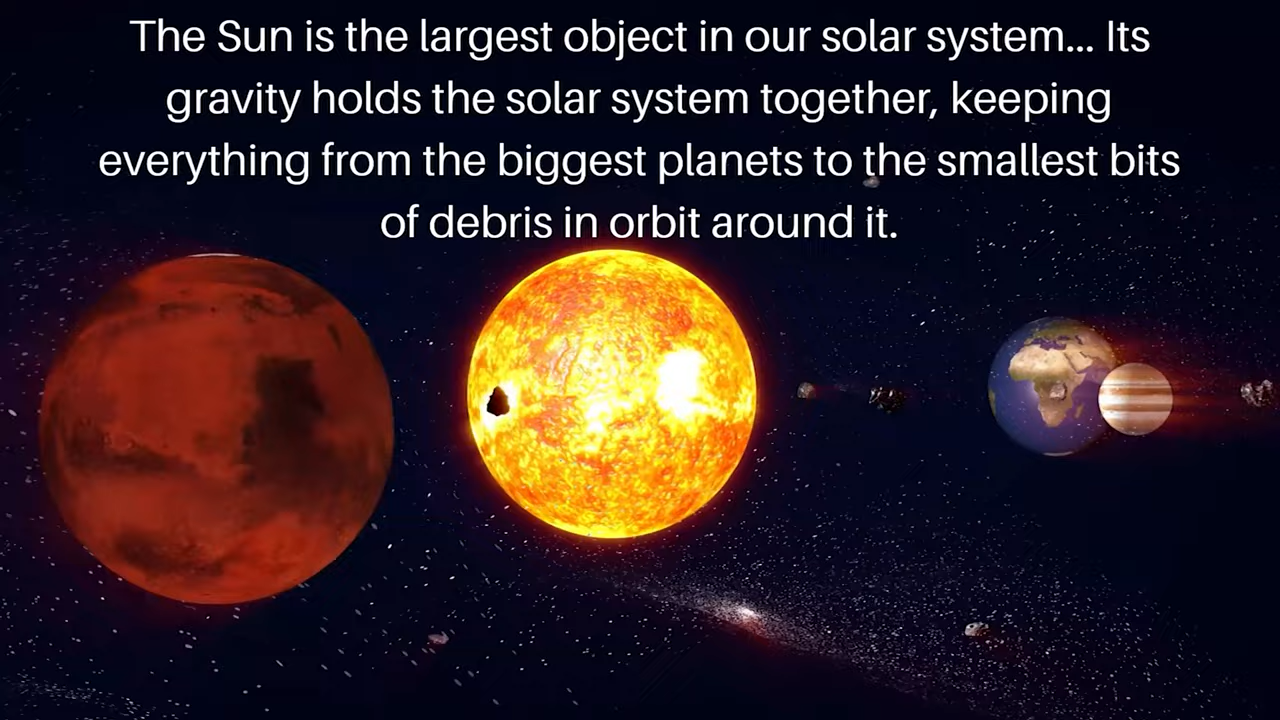 The Sun is the largest object in our solar system... Its
gravity holds the solar system together, keeping
everything from the biggest planets to the smallest bits
of debris in orbit around it.